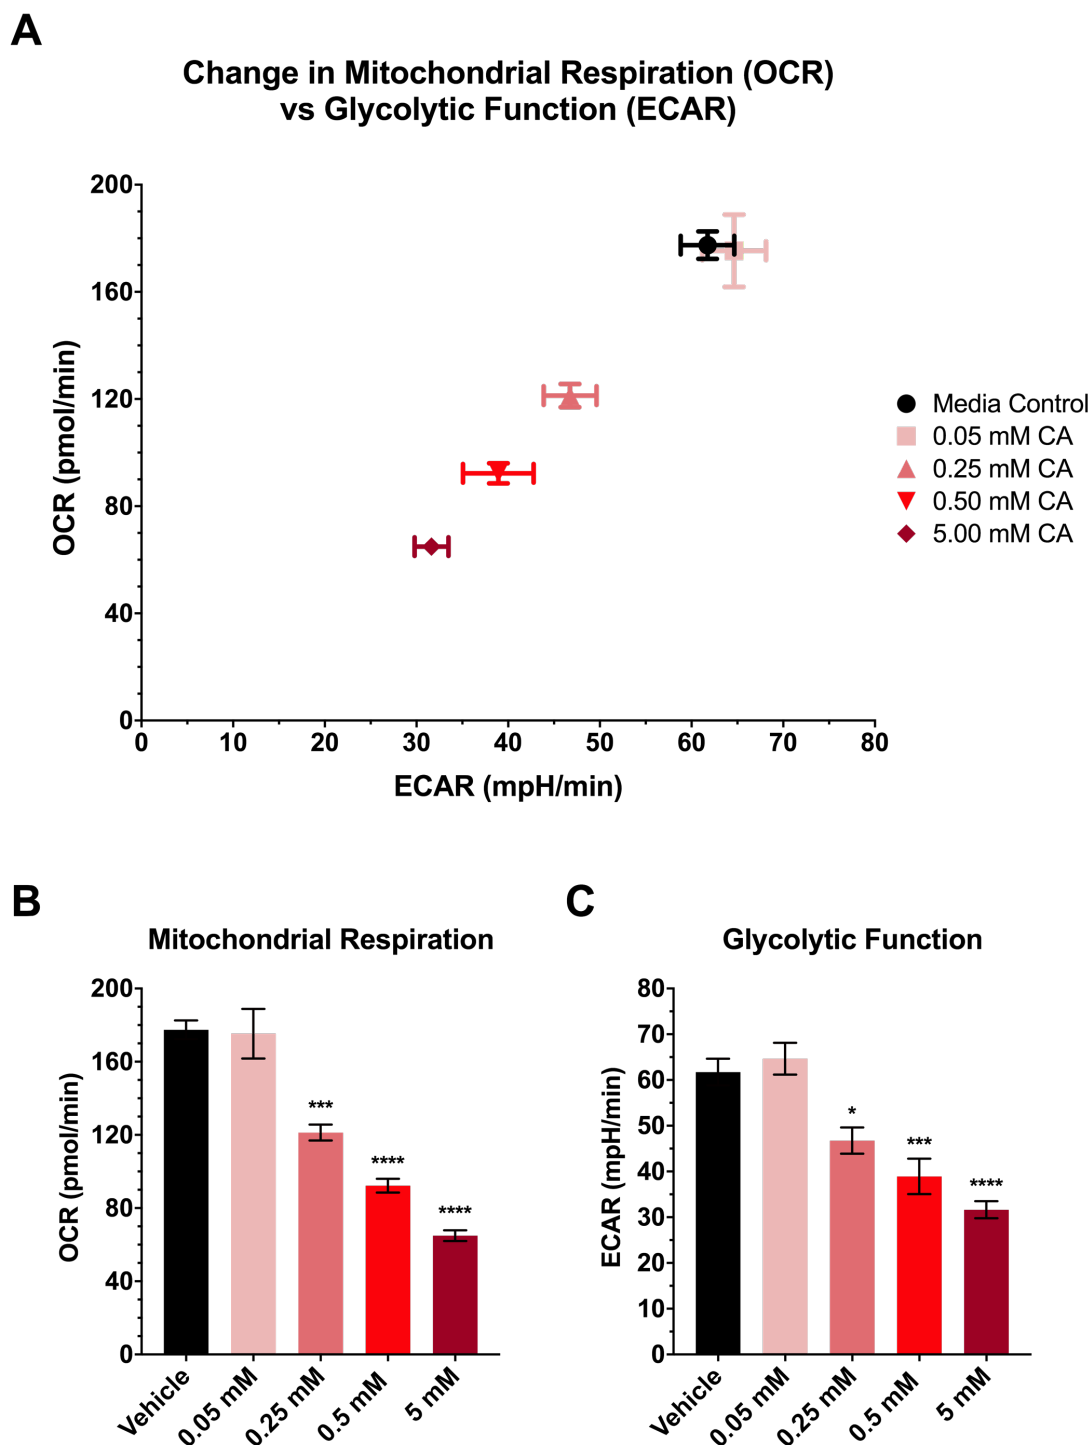 A
Change in Mitochondrial Respiration (OCR)
vs Glycolytic Function (ECAR)
200
160
120
80
40
0
OCR (pmol/min)
0 10 20 30 40 50 60 70 80
ECAR (mpH/min)
Media Control
0.05 mM CA
0.25 mM CA
0.50 mM CA
5.00 mM CA
B
Mitochondrial Respiration
200
160
120
80
40
0
OCR (pmol/min)
***
****
****
Vehicle
0.05 mM
0.25 mM
0.5 mM
5 mM
C
Glycolytic Function
80
70
60
50
40
30
20
10
0
ECAR (mpH/min)
*
***
****
Vehicle
0.05 mM
0.25 mM
0.5 mM
5 mM